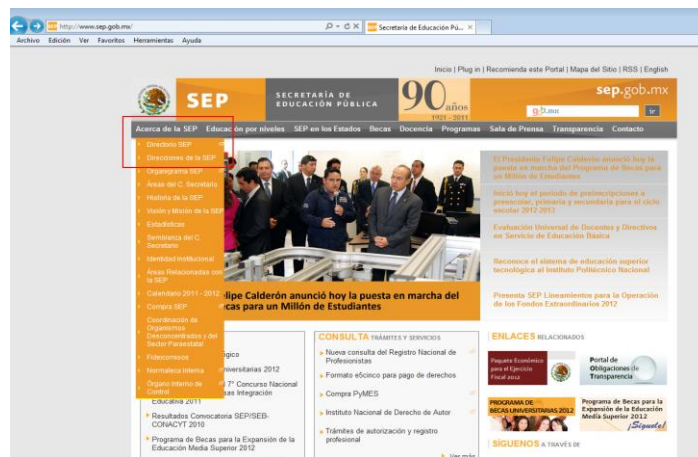 http://www.sep.gob.mx/
Secretaría de Educación Pú...
Archivo Edición Ver Favoritos Herramientas Ayuda
Inicio | Plug in | Recomienda este Portal | Mapa del Sitio | RSS | English
SEP
SECRETARÍA DE
EDUCACIÓN PÚBLICA
90 años
1921 - 2011
sep.gob.mx
Ir
Acerca de la SEP Educación por niveles SEP en los Estados Becas Docencia Programas Sala de Prensa Transparencia Contacto
Directorio SEP
Direcciones de la SEP
Organigrama SEP
Áreas del C. Secretario
Historia de la SEP
Visión y Misión de la SEP
Estadísticas
Semblanza del C.
Secretario
Identidad Institucional
Áreas Relacionadas con
la SEP
Calendario 2011 - 2012
Compra SEP
Coordinación de
Organismos
Desconcentrados y del
Sector Paraestatal
Fideicomisos
Normateca Interna
Órgano Interno de
Control
El Presidente Felipe Calderón anunció hoy la
puesta en marcha del Programa de Becas para
un Millón de Estudiantes
Inició hoy el periodo de preinscripciones a
preescolar, primaria y secundaria para el ciclo
escolar 2012-2013
Evaluación Universal de Docentes y Directivos
en Servicio de Educación Básica
Reconoce el sistema de educación superior
tecnológica al Instituto Politécnico Nacional
Presenta SEP Lineamientos para la Operación
de los Fondos Extraordinarios 2012
elipe Calderón anunció hoy la puesta en marcha del
ecas para un Millón de Estudiantes
ógico
niversitarias 2012
l 7° Concurso Nacional
as Integración
Educativa 2011
Resultados Convocatoria SEP/SEB-
CONACYT 2010
Programa de Becas para la Expansión de la
Educación Media Superior 2012
CONSULTA TRÁMITES Y SERVICIOS
Nueva consulta del Registro Nacional de
Profesionistas
Formato e5cinco para pago de derechos
Compra PyMES
Instituto Nacional de Derecho de Autor
Trámites de autorización y registro
profesional
Ver más
ENLACES RELACIONADOS
Paquete Económico
para el Ejercicio
Fiscal 2012
Portal de
Obligaciones de
Transparencia
PROGRAMA DE
BECAS UNIVERSITARIAS 2012
Programa de Becas para la
Expansión de la Educación
Media Superior 2012
¡Síguele!
SÍGUENOS A TRAVÉS DE